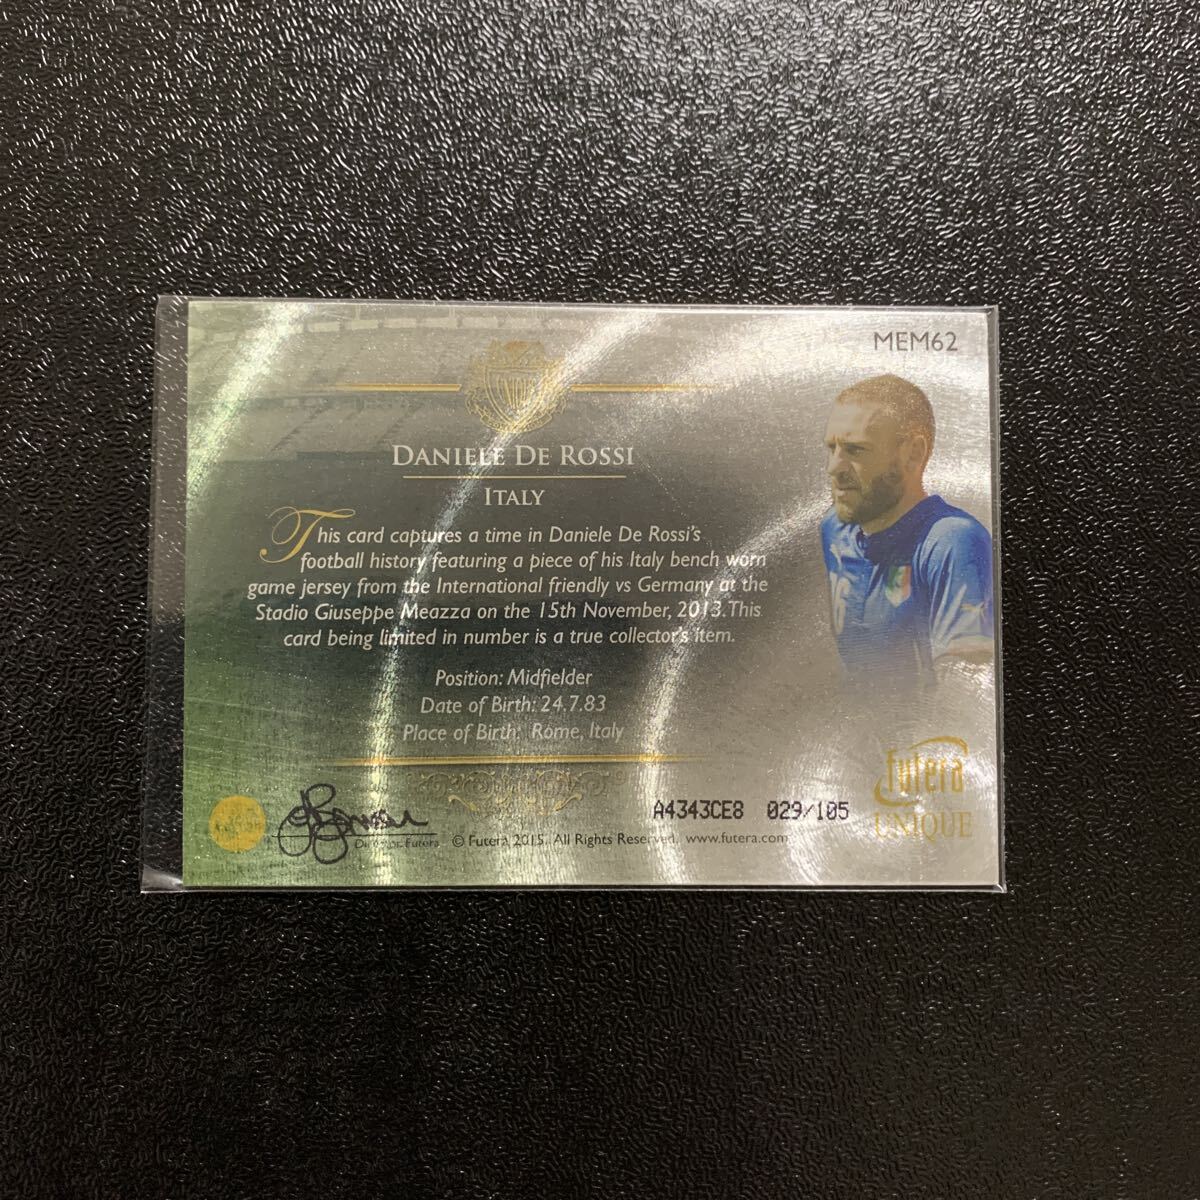 MEM62
DANIELE DE ROSSI
ITALY
This card captures a time in Daniele De Rossi's
football history featuring a piece of his Italy bench worn
game jersey from the International friendly vs Germany at the
Stadio Giuseppe Meazza on the 15th November, 2013. This
card being limited in number is a true collector's item.
Position: Midfielder
Date of Birth: 24.7.83
Place of Birth: Rome, Italy
futera
UNIQUE
A4343CE8 029/105
Director Futera © Futera 2015. All Rights Reserved. www.futera.com